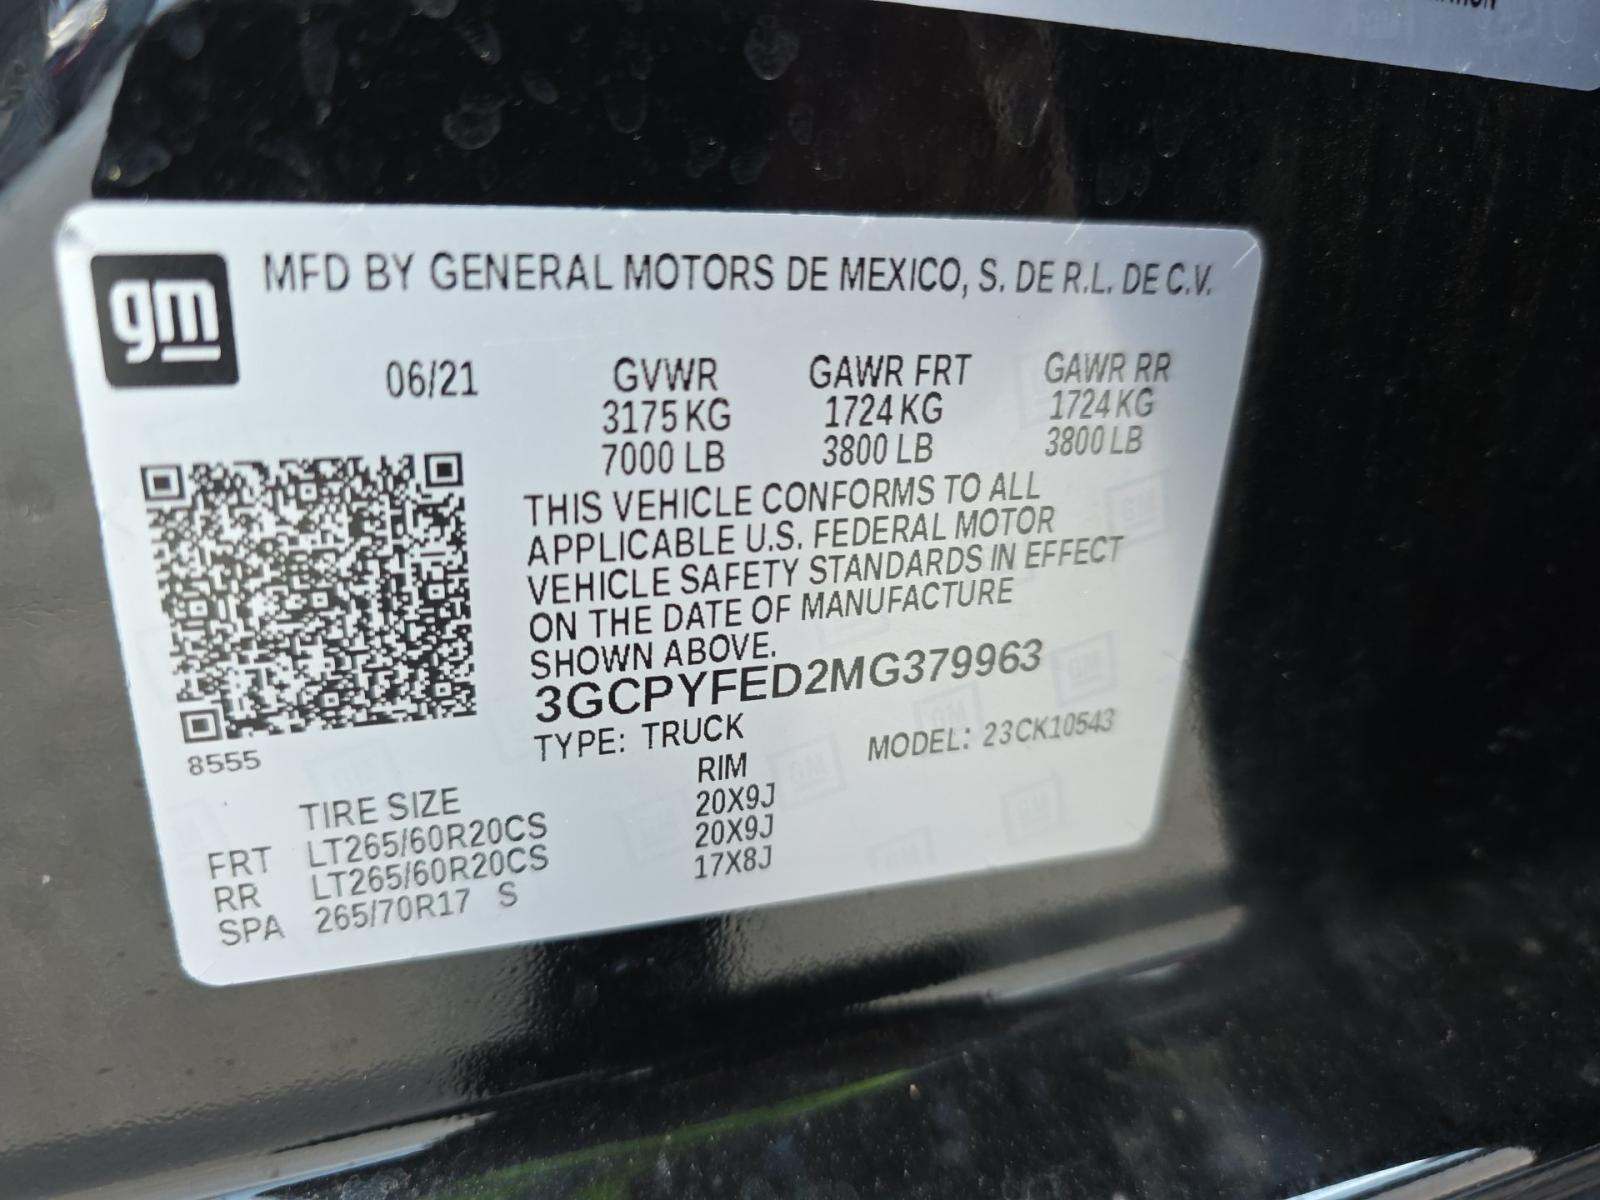 gm
MFD BY GENERAL MOTORS DE MEXICO, S. DE R.L. DE C.V.
06/21 GVWR GAWR FRT GAWR RR
3175 KG 1724 KG 1724 KG
7000 LB 3800 LB 3800 LB
THIS VEHICLE CONFORMS TO ALL
APPLICABLE U.S. FEDERAL MOTOR
VEHICLE SAFETY STANDARDS IN EFFECT
ON THE DATE OF MANUFACTURE
SHOWN ABOVE.
3GCPYFED2MG379963
8555
TYPE: TRUCK MODEL: 23CK10543
TIRE SIZE RIM
FRT LT265/60R20CS 20X9J
RR LT265/60R20CS 20X9J
SPA 265/70R17 S 17X8J